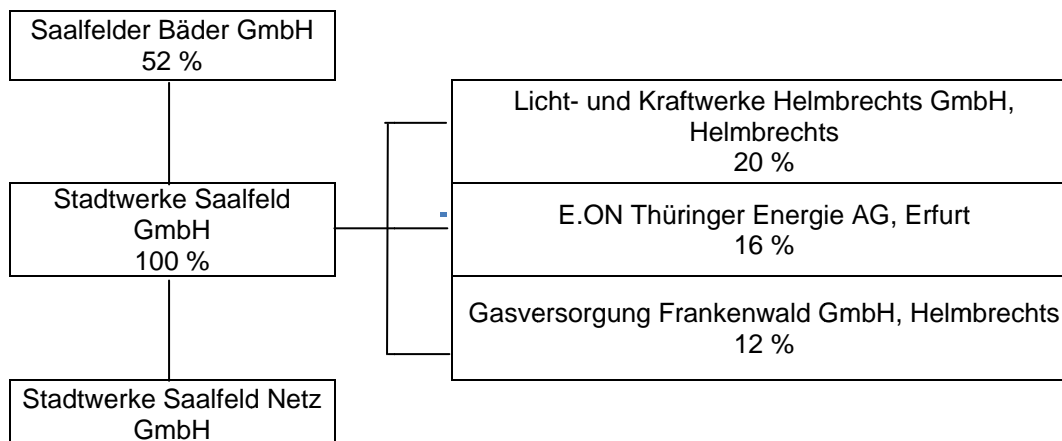 Saalfelder Bäder GmbH
52 %
Licht- und Kraftwerke Helmbrechts GmbH,
Helmbrechts
20 %
Stadtwerke Saalfeld
GmbH
100 %
E.ON Thüringer Energie AG, Erfurt
16 %
Gasversorgung Frankenwald GmbH, Helmbrechts
12 %
Stadtwerke Saalfeld Netz
GmbH